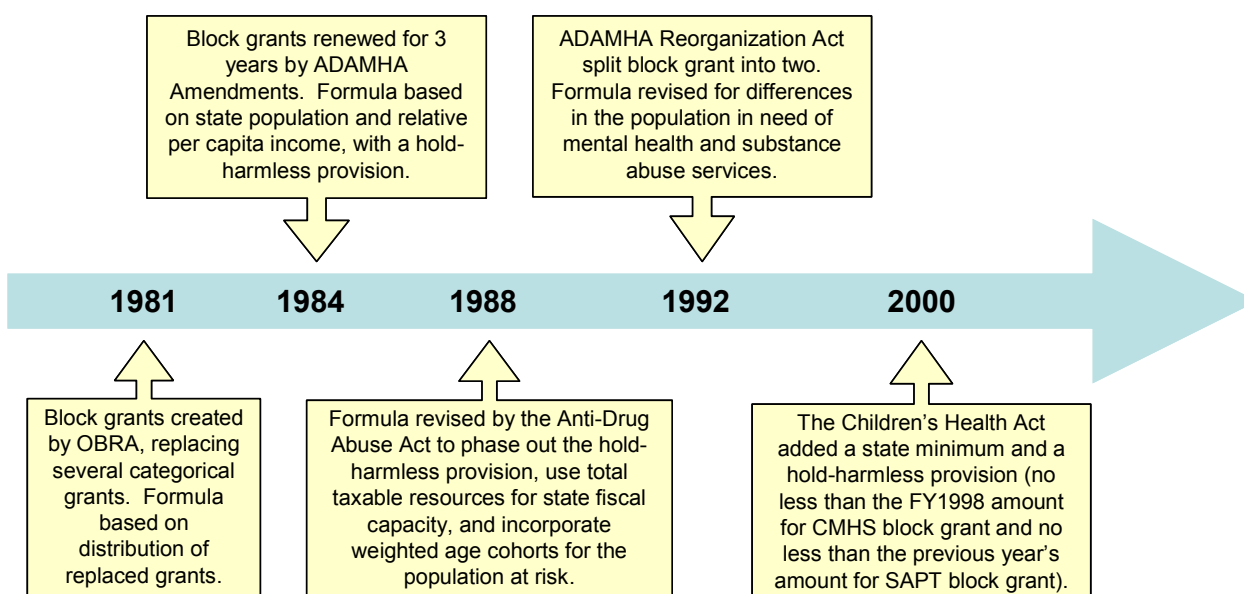 Block grants renewed for 3
years by ADAMHA
Amendments. Formula based
on state population and relative
per capita income, with a hold-
harmless provision.
ADAMHA Reorganization Act
split block grant into two.
Formula revised for differences
in the population in need of
mental health and substance
abuse services.
1981
1984
1988
1992
2000
Block grants created
by OBRA, replacing
several categorical
grants. Formula
based on
distribution of
replaced grants.
Formula revised by the Anti-Drug
Abuse Act to phase out the hold-
harmless provision, use total
taxable resources for state fiscal
capacity, and incorporate
weighted age cohorts for the
population at risk.
The Children's Health Act
added a state minimum and a
hold-harmless provision (no
less than the FY1998 amount
for CMHS block grant and no
less than the previous year's
amount for SAPT block grant).